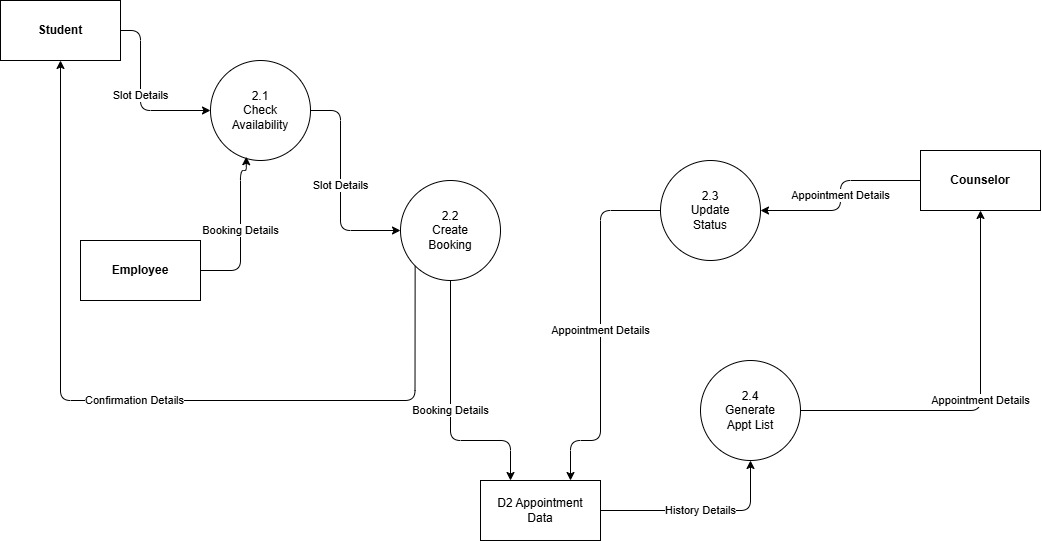 Student
Slot Details
2.1
Check
Availability
Slot Details
Booking Details
Employee
2.2
Create
Booking
2.3
Update
Status
Appointment Details
Counselor
Appointment Details
Confirmation Details
Booking Details
2.4
Generate
Appt List
Appointment Details
D2 Appointment
Data
History Details